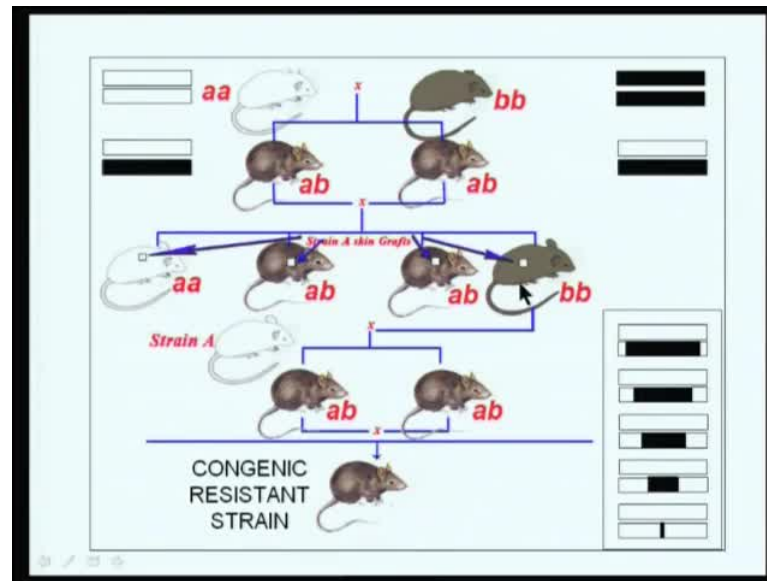 aa
x
bb
ab
ab
x
Strain A skin Grafts
aa
ab
ab
bb
Strain A
x
ab
ab
x
CONGENIC
RESISTANT
STRAIN